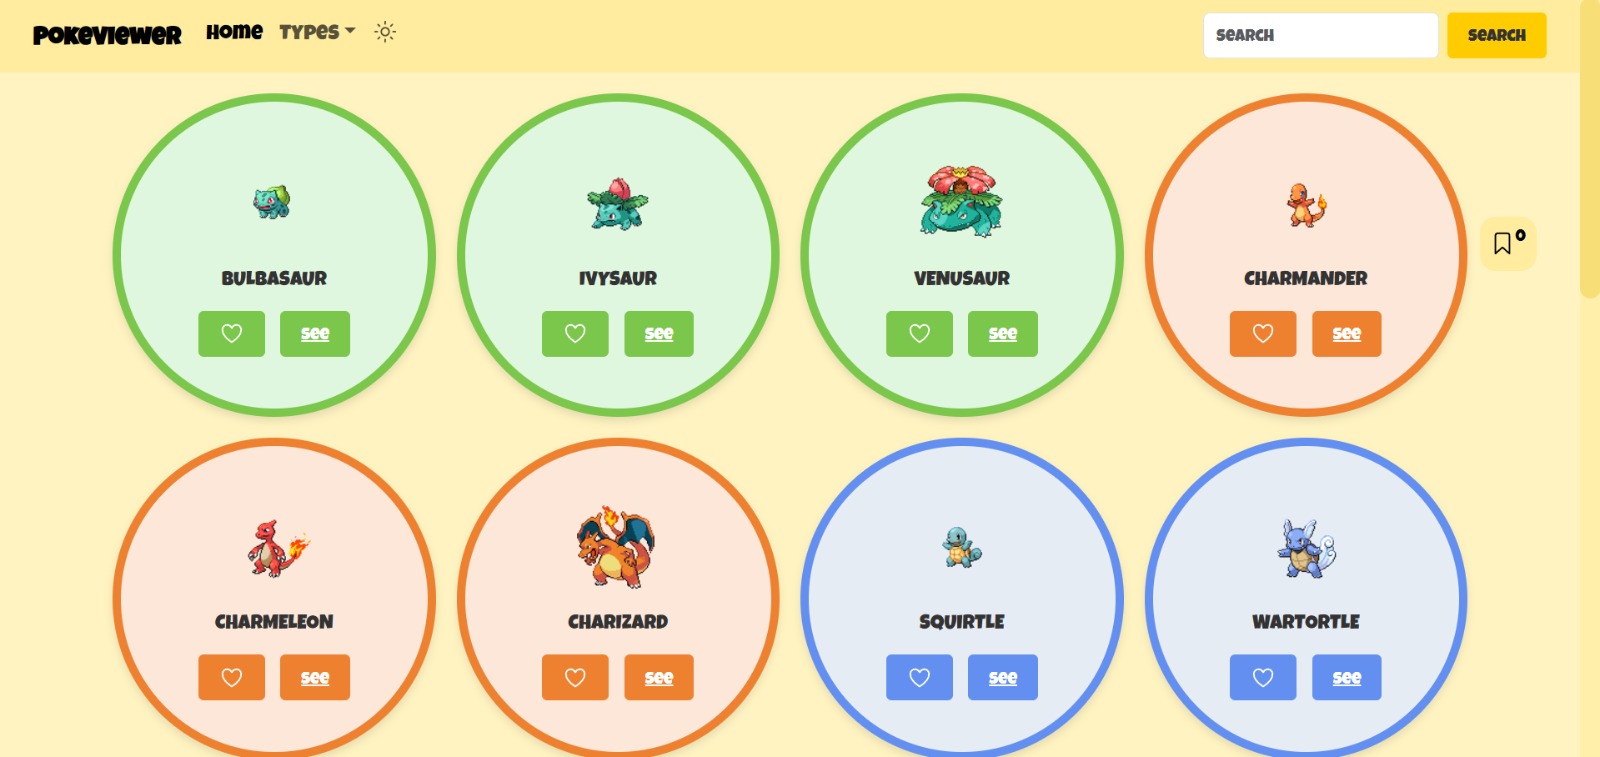 POKEVIEWER Home TYPES SEARCH SEARCH
0
BULBASAUR IVYSAUR VENUSAUR CHARMANDER
see see see see
CHARMELEON CHARIZARD SQUIRTLE WARTORTLE
see see see see